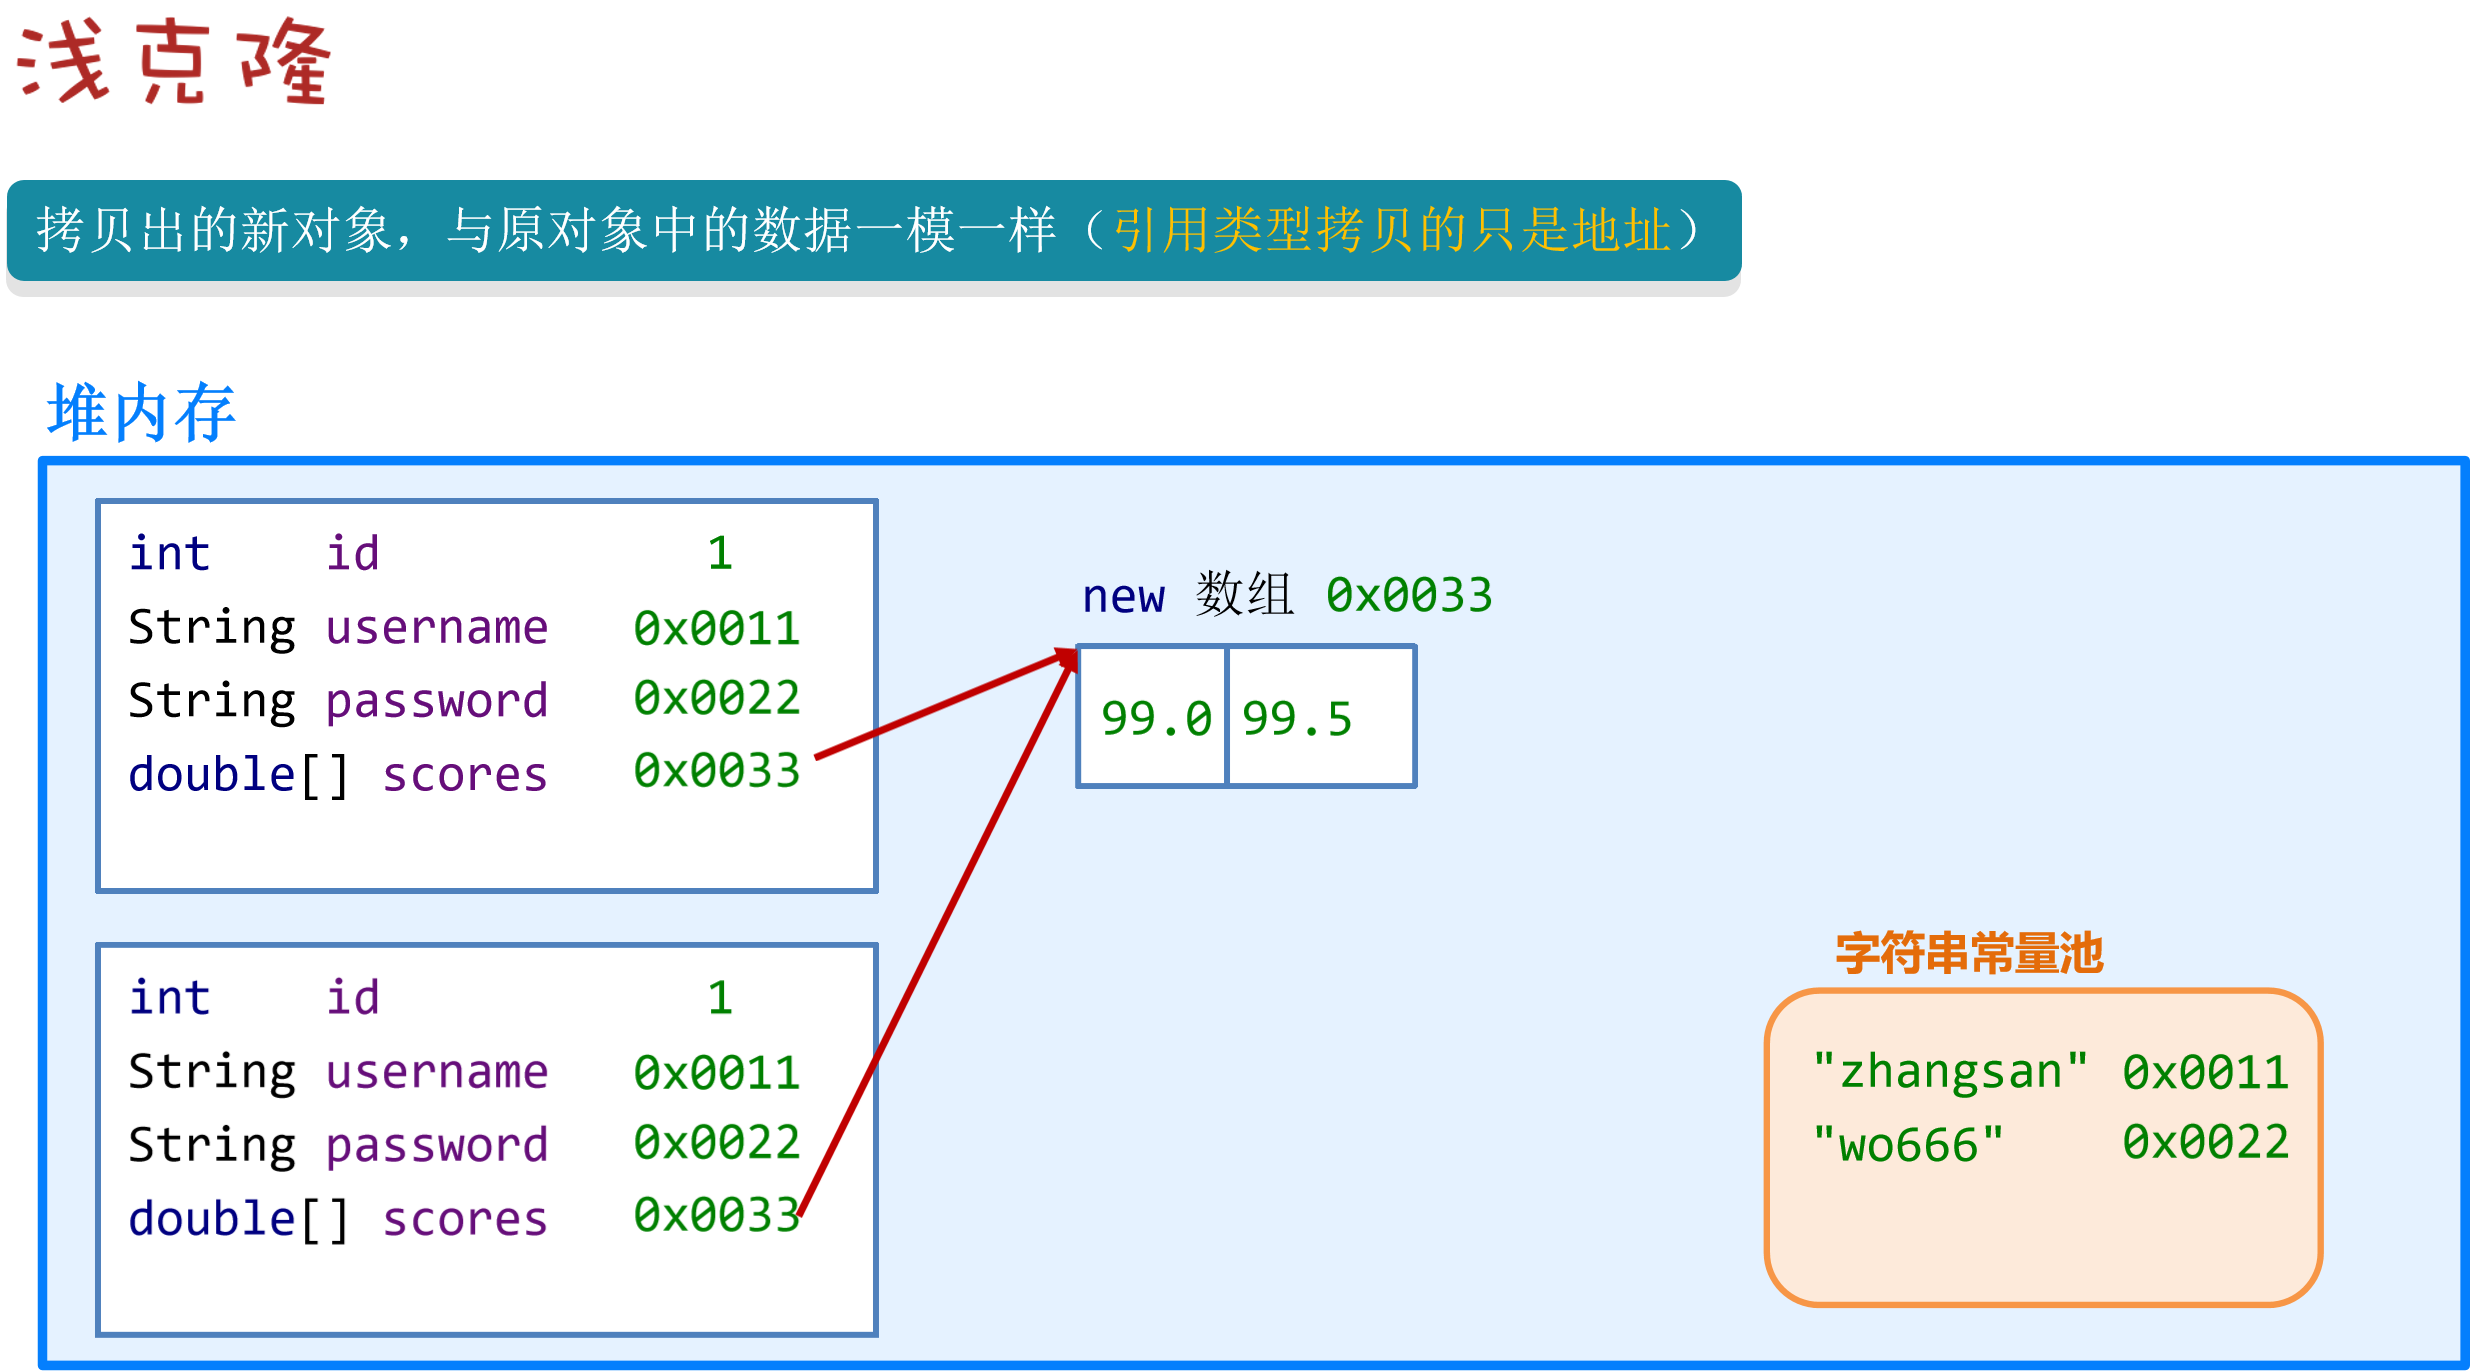 浅克隆
拷贝出的新对象，与原对象中的数据一模一样（引用类型拷贝的只是地址）
堆内存
int id 1
String username 0x0011
String password 0x0022
double[] scores 0x0033
new 数组 0x0033
99.0 99.5
int id 1
String username 0x0011
String password 0x0022
double[] scores 0x0033
字符串常量池
"zhangsan" 0x0011
"wo666" 0x0022